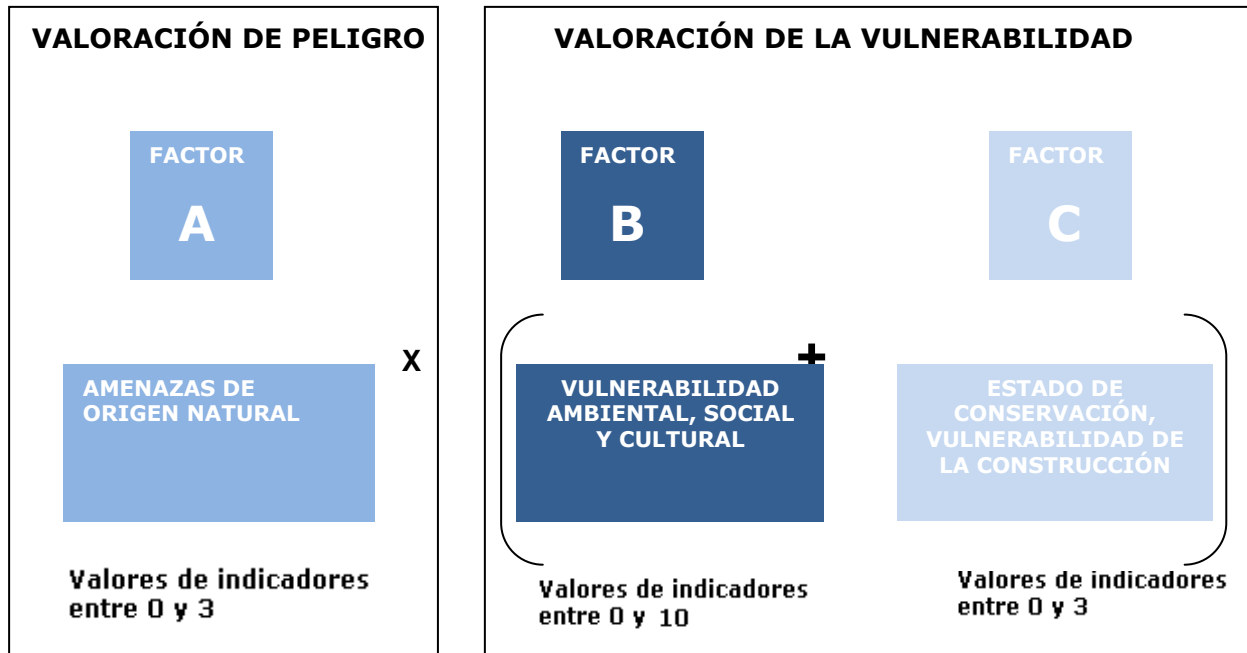 VALORACIÓN DE PELIGRO
FACTOR
A
AMENAZAS DE
ORIGEN NATURAL
X
Valores de indicadores
entre 0 y 3
VALORACIÓN DE LA VULNERABILIDAD
FACTOR
B
VULNERABILIDAD
AMBIENTAL, SOCIAL
Y CULTURAL
Valores de indicadores
entre 0 y 10
+
FACTOR
C
ESTADO DE
CONSERVACIÓN,
VULNERABILIDAD DE
LA CONSTRUCCIÓN
Valores de indicadores
entre 0 y 3